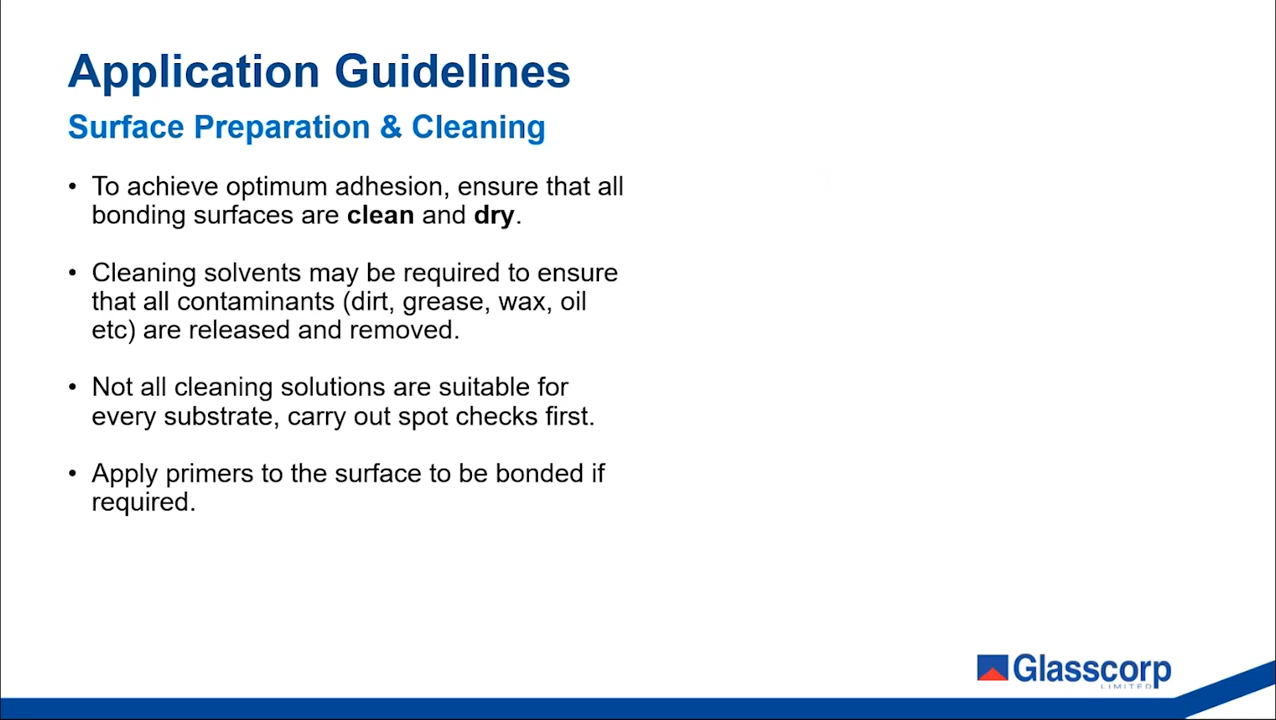 Application Guidelines
Surface Preparation & Cleaning
• To achieve optimum adhesion, ensure that all
bonding surfaces are clean and dry.
• Cleaning solvents may be required to ensure
that all contaminants (dirt, grease, wax, oil
etc) are released and removed.
• Not all cleaning solutions are suitable for
every substrate, carry out spot checks first.
• Apply primers to the surface to be bonded if
required.
Glasscorp
LIMITED